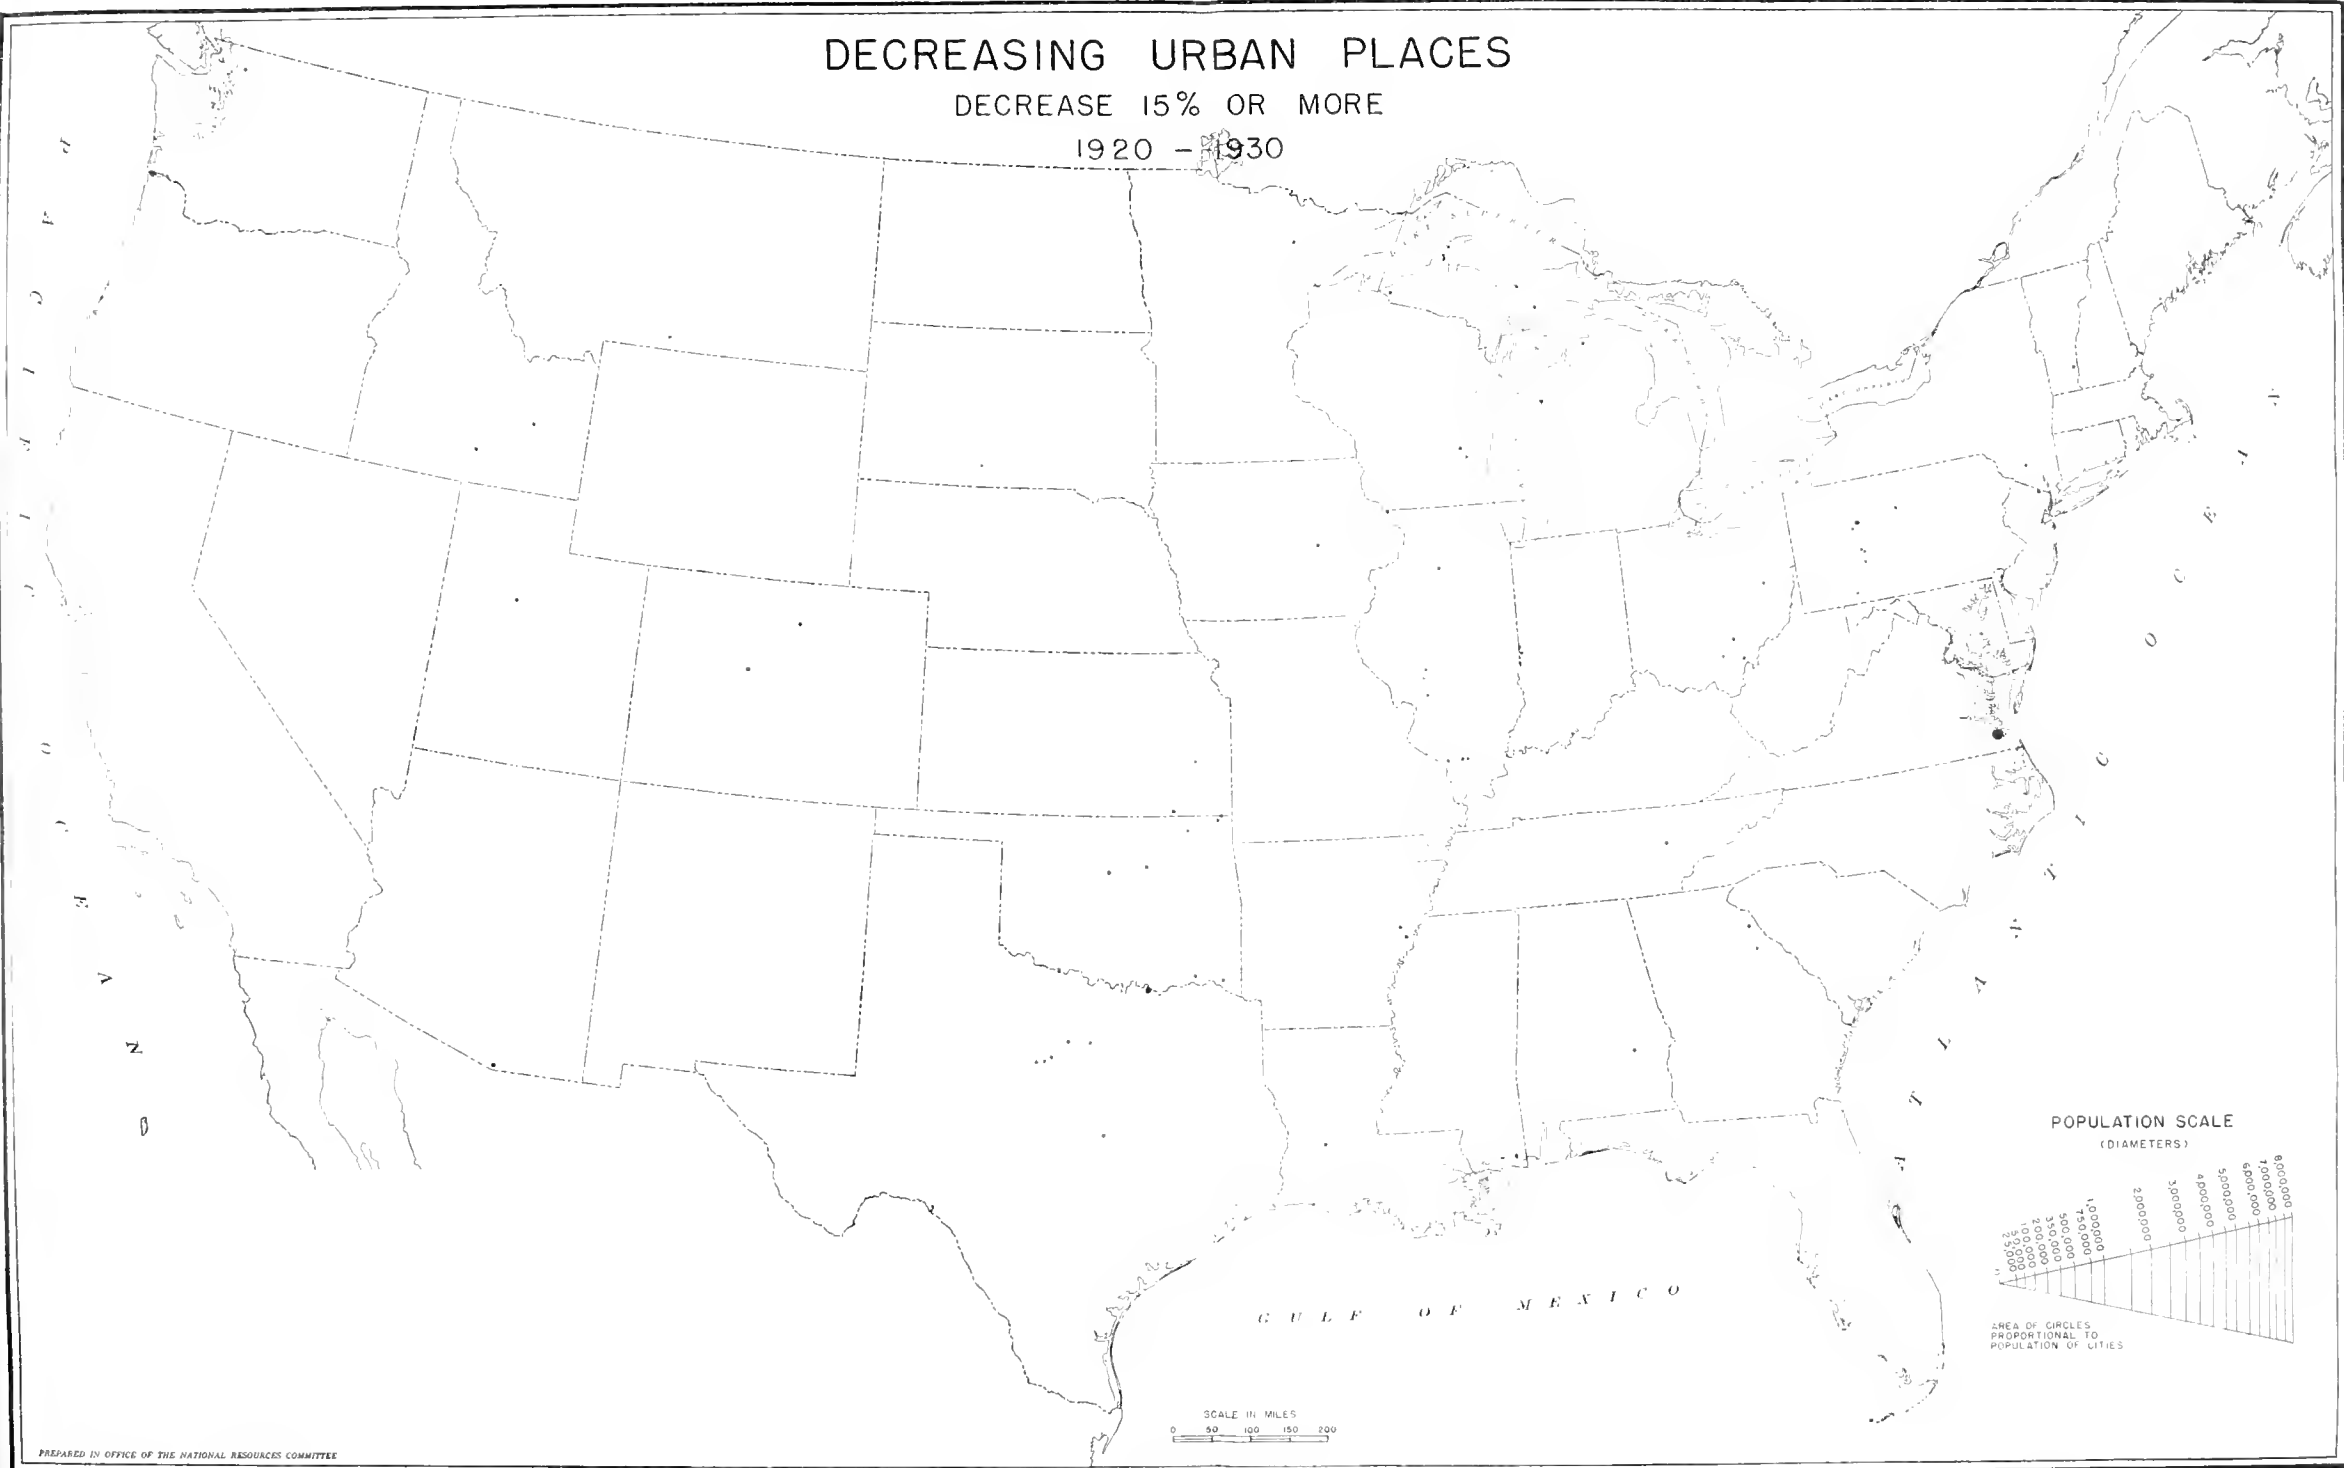 DECREASING URBAN PLACES
DECREASE 15% OR MORE
1920 - 1930
LAKE SUPERIOR
PACIFIC OCEAN
ATLANTIC OCEAN
GULF OF MEXICO
POPULATION SCALE
(DIAMETERS)
25,000
50,000
100,000
200,000
350,000
500,000
750,000
1,000,000
2,000,000
3,000,000
4,000,000
5,000,000
6,000,000
7,000,000
8,000,000
AREA OF CIRCLES
PROPORTIONAL TO
POPULATION OF CITIES
SCALE IN MILES
0 50 100 150 200
PREPARED IN OFFICE OF THE NATIONAL RESOURCES COMMITTEE